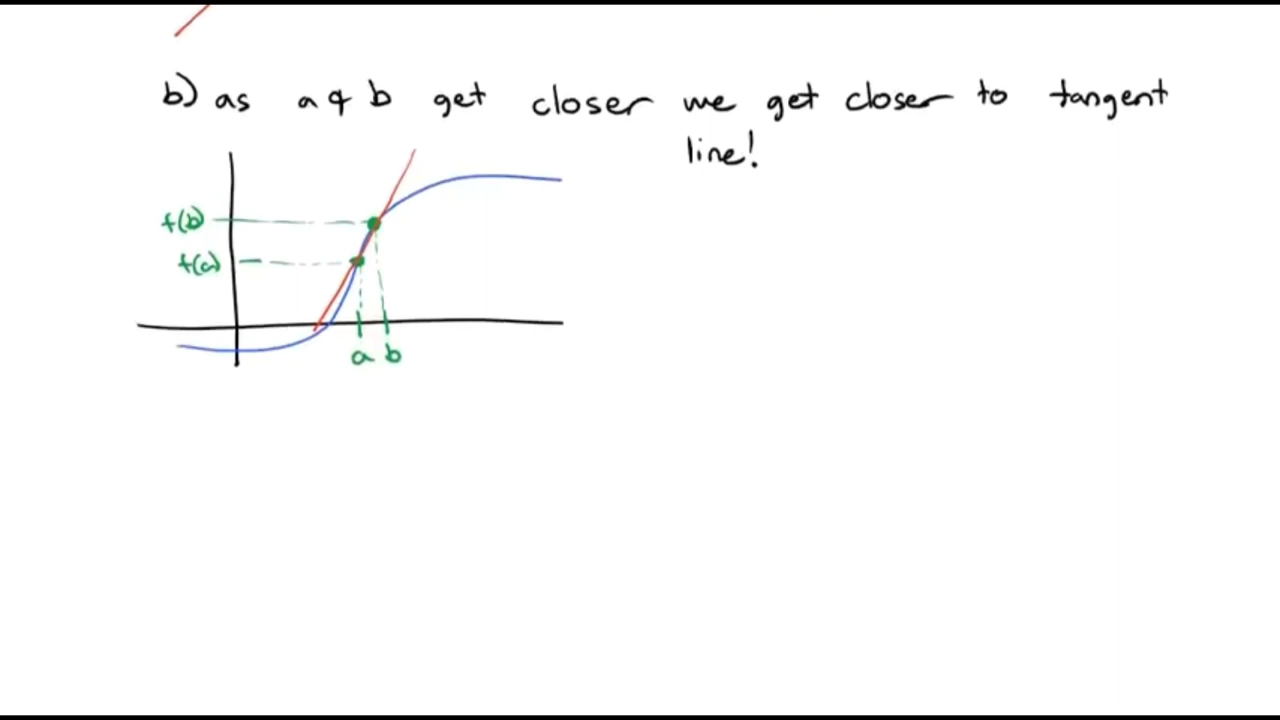 b) as a & b get closer we get closer to tangent
line!
f(b)
f(a)
a b